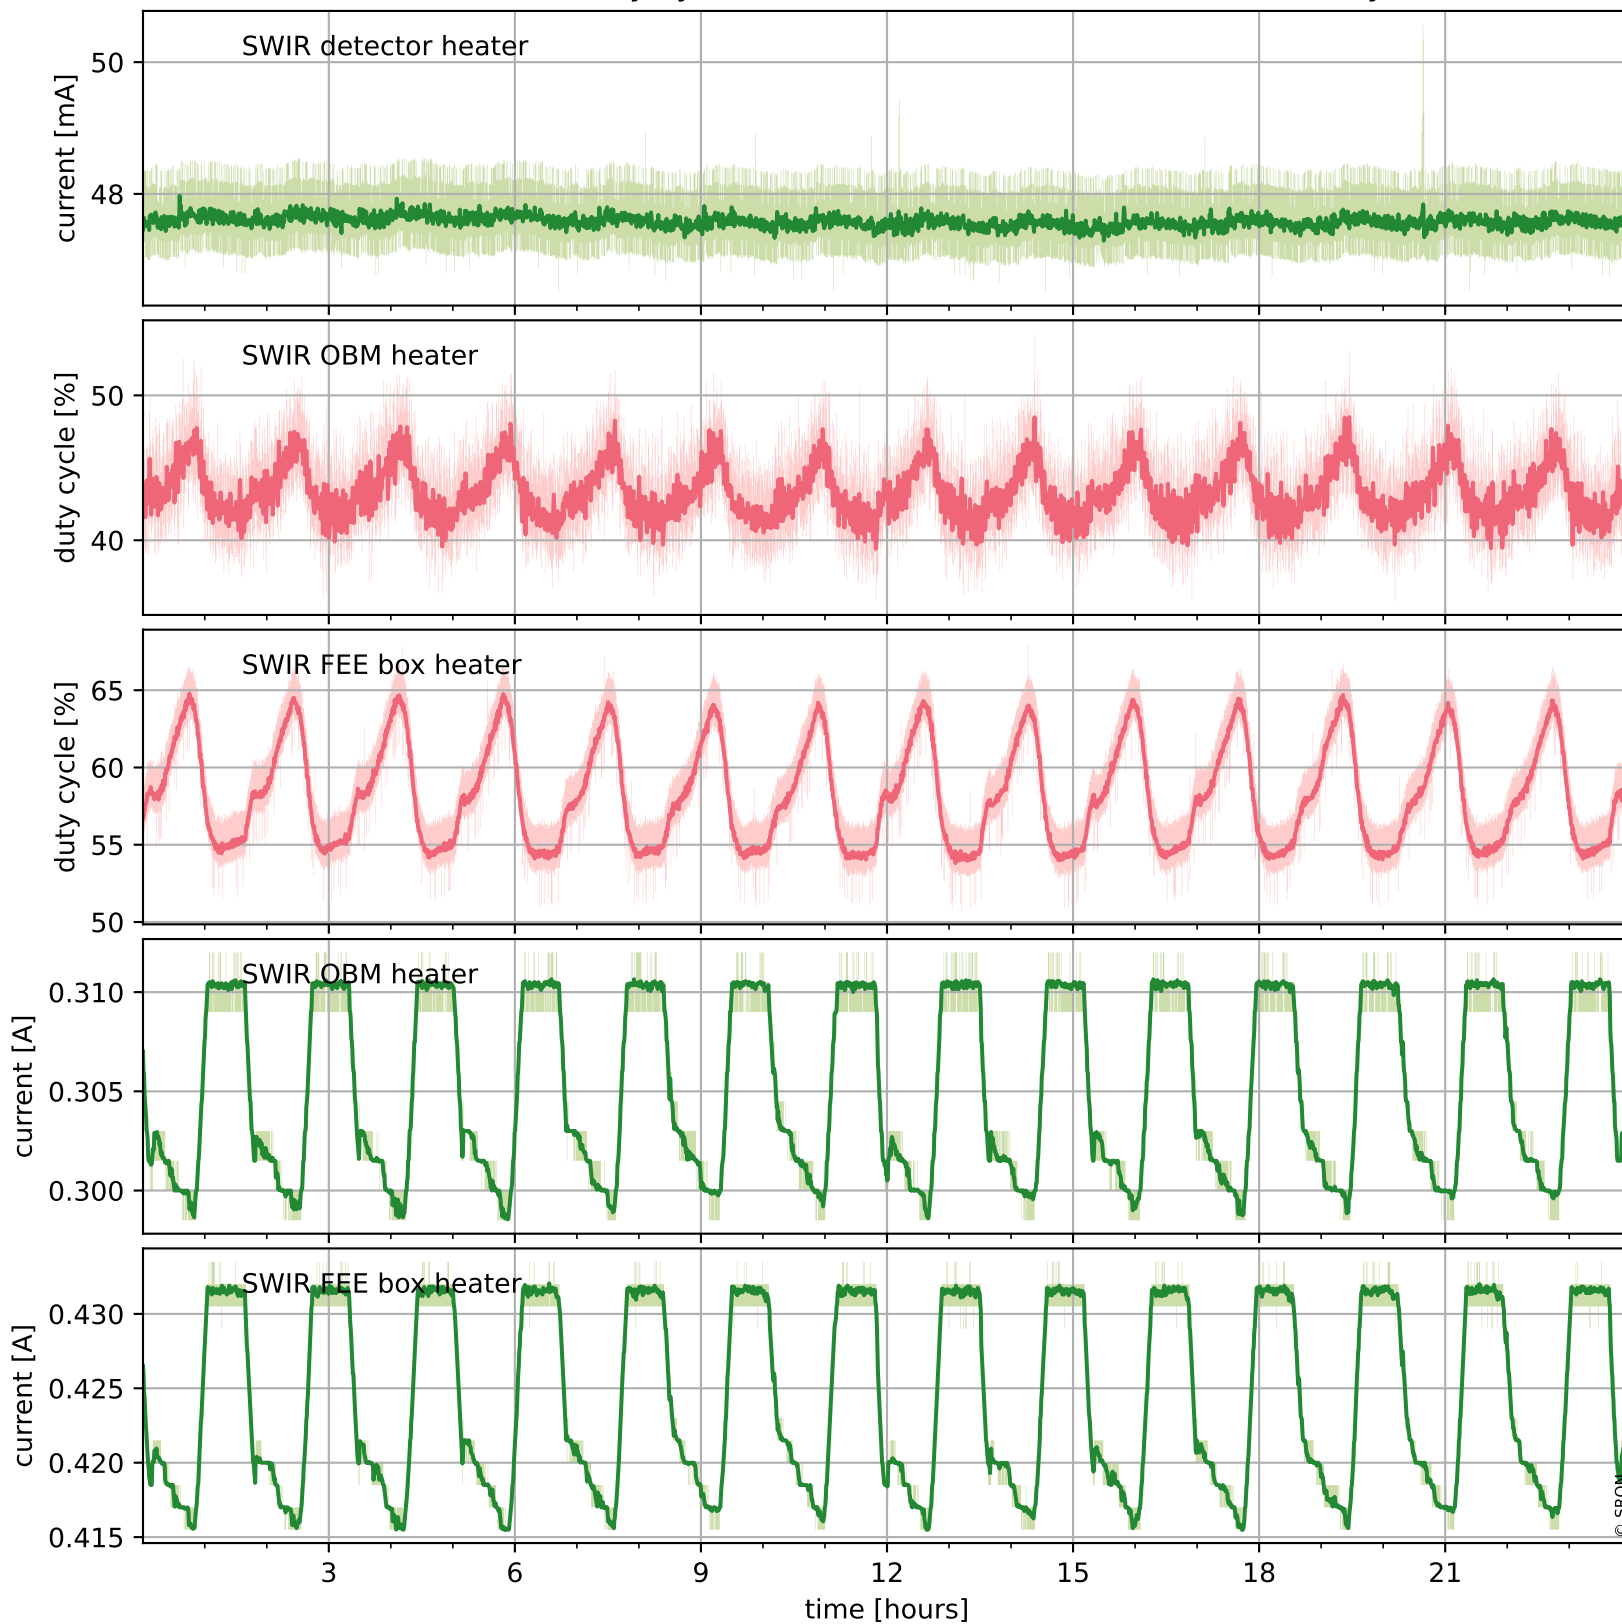 SWIR detector heater
50
48
current [mA]
SWIR OBM heater
50
40
duty cycle [%]
SWIR FEE box heater
65
60
55
50
duty cycle [%]
SWIR OBM heater
0.310
0.305
0.300
current [A]
SWIR FEE box heater
0.430
0.425
0.420
0.415
current [A]
3 6 9 12 15 18 21
time [hours]
© SRON